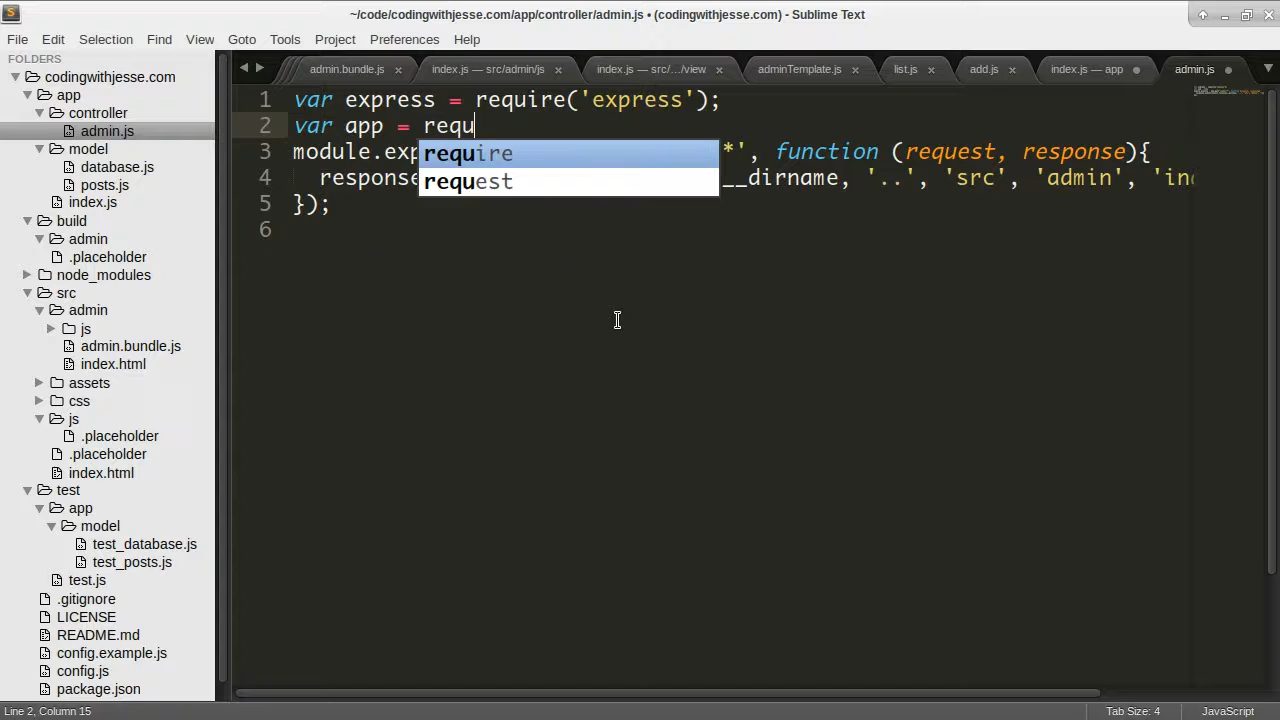 ~/code/codingwithjesse.com/app/controller/admin.js • (codingwithjesse.com) - Sublime Text
File Edit Selection Find View Goto Tools Project Preferences Help
FOLDERS
codingwithjesse.com
app
controller
admin.js
model
database.js
posts.js
index.js
build
admin
.placeholder
node_modules
src
admin
js
admin.bundle.js
index.html
assets
css
js
.placeholder
.placeholder
index.html
test
app
model
test_database.js
test_posts.js
test.js
.gitignore
LICENSE
README.md
config.example.js
config.js
package.json
admin.bundle.js index.js — src/admin/js index.js — src/…/view adminTemplate.js list.js add.js index.js — app admin.js
1 var express = require('express');
2 var app = requ
require
request
3 module.exp *', function (request, response){
4 response __dirname, '..', 'src', 'admin', 'in
5 });
6
Line 2, Column 15 Tab Size: 4 JavaScript